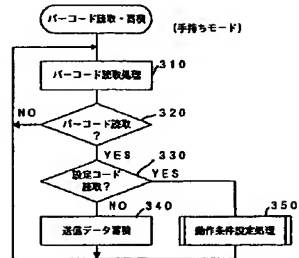 バーコード読取・蓄積
(手持ちモード)
310
バーコード読取処理
320
NO
バーコード読取
?
YES
330
設定コード
読取?
YES
NO
340
350
送信データ蓄積
動作条件設定処理